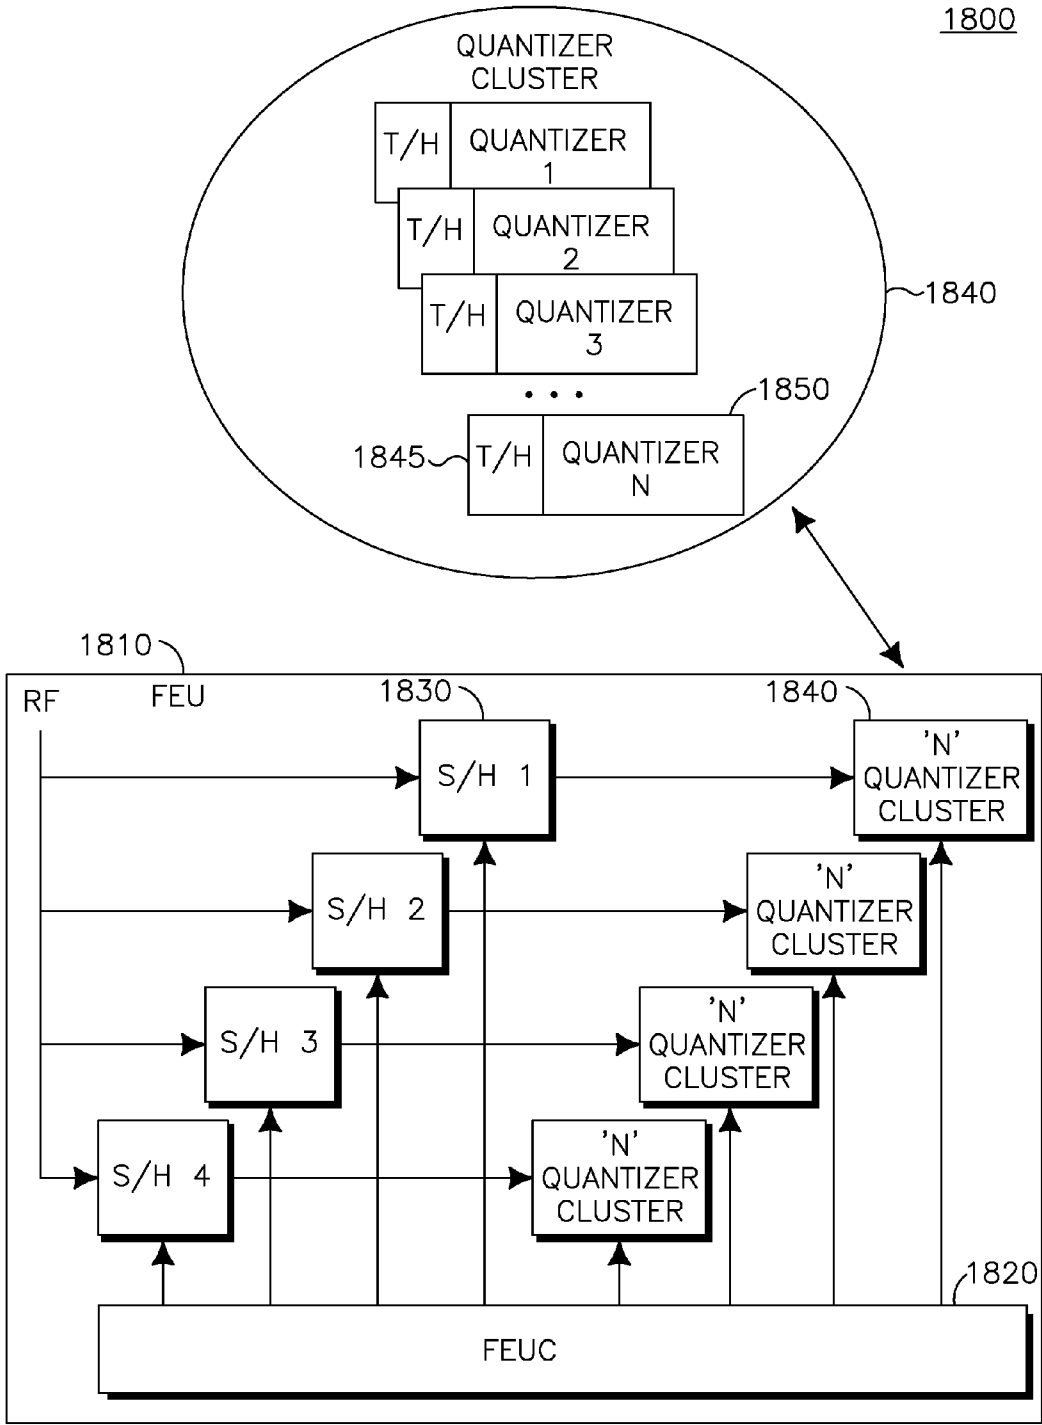 1800
QUANTIZER
CLUSTER
T/H
QUANTIZER
1
T/H
QUANTIZER
2
T/H
QUANTIZER
3
1840
...
1850
1845
T/H
QUANTIZER
N
1810
RF
FEU
1830
1840
S/H 1
'N'
QUANTIZER
CLUSTER
S/H 2
'N'
QUANTIZER
CLUSTER
S/H 3
'N'
QUANTIZER
CLUSTER
S/H 4
'N'
QUANTIZER
CLUSTER
1820
FEUC